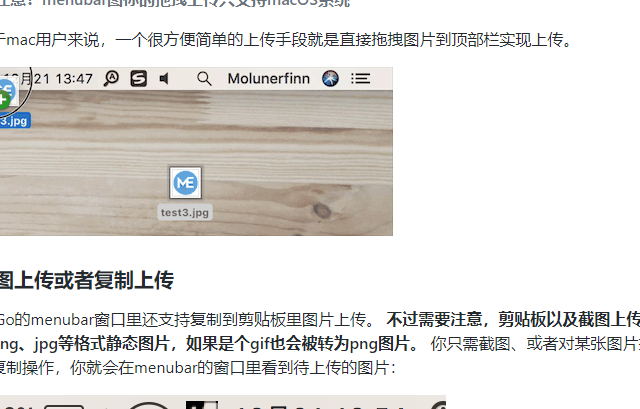 注意：menubar图标的拖拽上传只支持macOS系统
于mac用户来说，一个很方便简单的上传手段就是直接拖拽图片到顶部栏实现上传。
月21 13:47 Molunerfinn
3.jpg
ME
test3.jpg
图上传或者复制上传
Go的menubar窗口里还支持复制到剪贴板里图片上传。 不过需要注意，剪贴板以及截图上传
ng、jpg等格式静态图片，如果是个gif也会被转为png图片。 你只需截图、或者对某张图片
复制操作，你就会在menubar的窗口里看到待上传的图片：